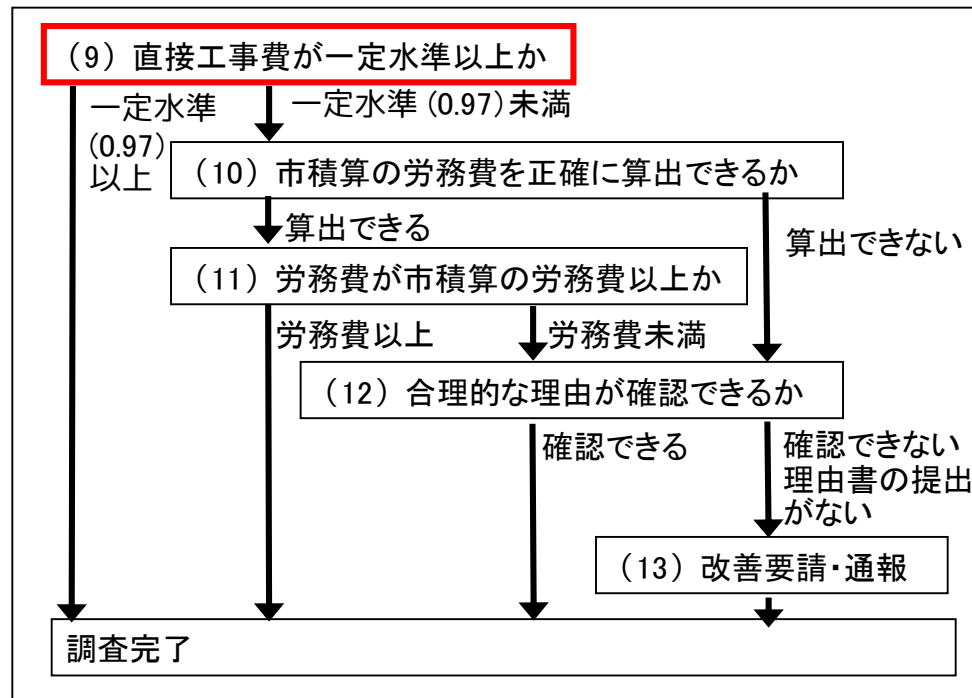 （9）直接工事費が一定水準以上か
一定水準
(0.97)
以上
一定水準 (0.97) 未満
（10）市積算の労務費を正確に算出できるか
算出できる
算出できない
（11）労務費が市積算の労務費以上か
労務費以上
労務費未満
（12）合理的な理由が確認できるか
確認できる
確認できない
理由書の提出
がない
（13）改善要請・通報
調査完了